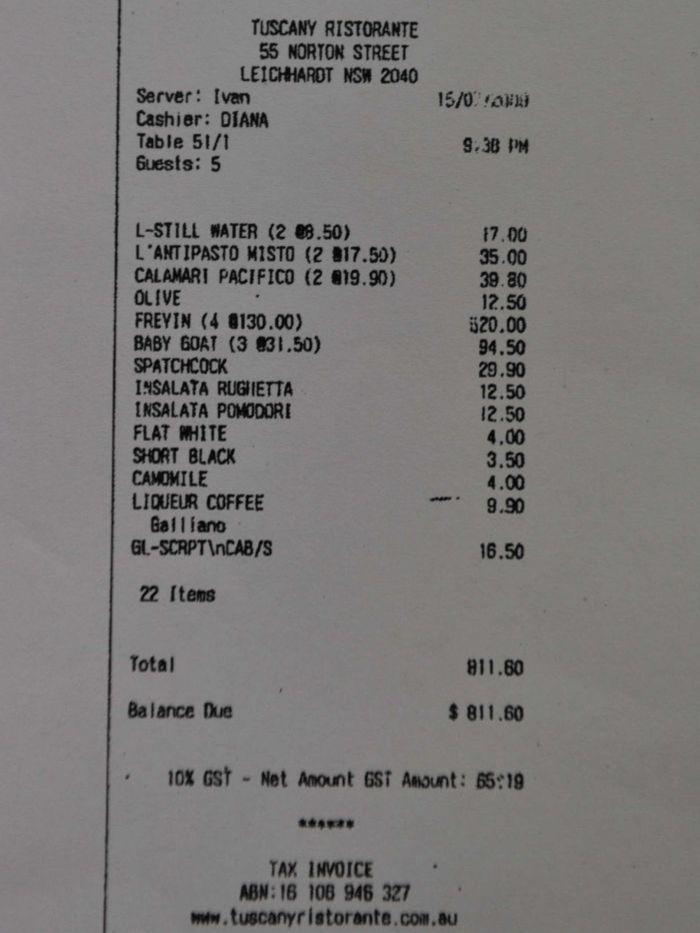 TUSCANY RISTORANTE
55 NORTON STREET
LEICHHARDT NSW 2040
Server: Ivan
Cashier: DIANA
Table 51/1 9:38 PM
Guests: 5
L-STILL WATER (2 @8.50) 17.00
L'ANTIPASTO MISTO (2 @17.50) 35.00
CALAMARI PACIFICO (2 @19.90) 39.80
OLIVE 12.50
FREYIN (4 @130.00) 520.00
BABY GOAT (3 @31.50) 94.50
SPATCHCOCK 29.90
INSALATA RUGHETTA 12.50
INSALATA POMODORI 12.50
FLAT WHITE 4.00
SHORT BLACK 3.50
CAMOMILE 4.00
LIQUEUR COFFEE 9.90
Galliano
GL-SCRPT\nCAB/S 16.50
22 Items
Total 811.60
Balance Due $ 811.60
10% GST - Net Amount GST Amount: 65.19
******
TAX INVOICE
ABN:16 106 946 327
www.tuscanyristorante.com.au